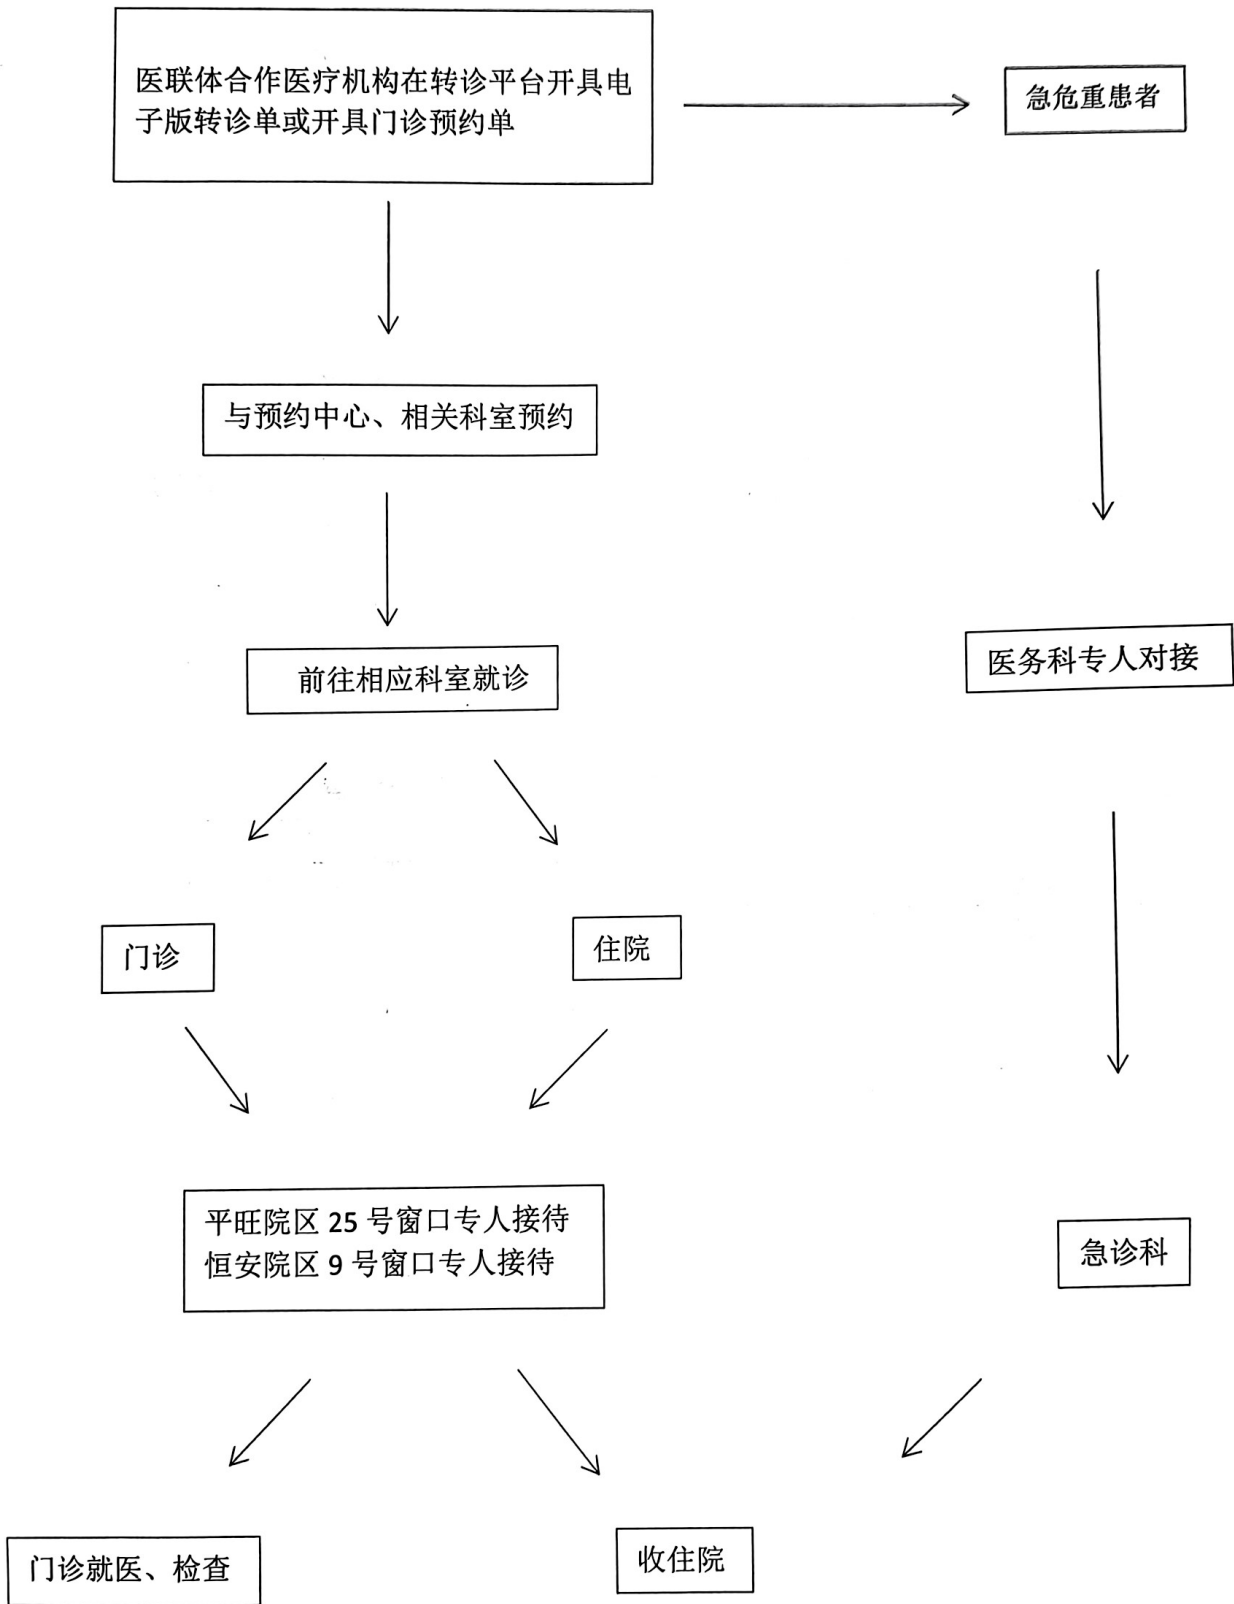 医联体合作医疗机构在转诊平台开具电
子版转诊单或开具门诊预约单
急危重患者
与预约中心、相关科室预约
前往相应科室就诊
医务科专人对接
门诊
住院
平旺院区 25 号窗口专人接待
恒安院区 9 号窗口专人接待
急诊科
门诊就医、检查
收住院